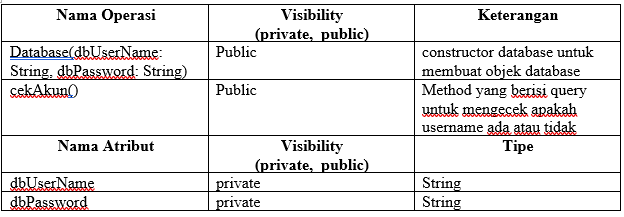 Nama Operasi Visibility Keterangan
(private, public)
Database(dbUserName: Public constructor database untuk
String, dbPassword: String) membuat objek database
cekAkun() Public Method yang berisi query
untuk mengecek apakah
username ada atau tidak
Nama Atribut Visibility Tipe
(private, public)
dbUserName private String
dbPassword private String